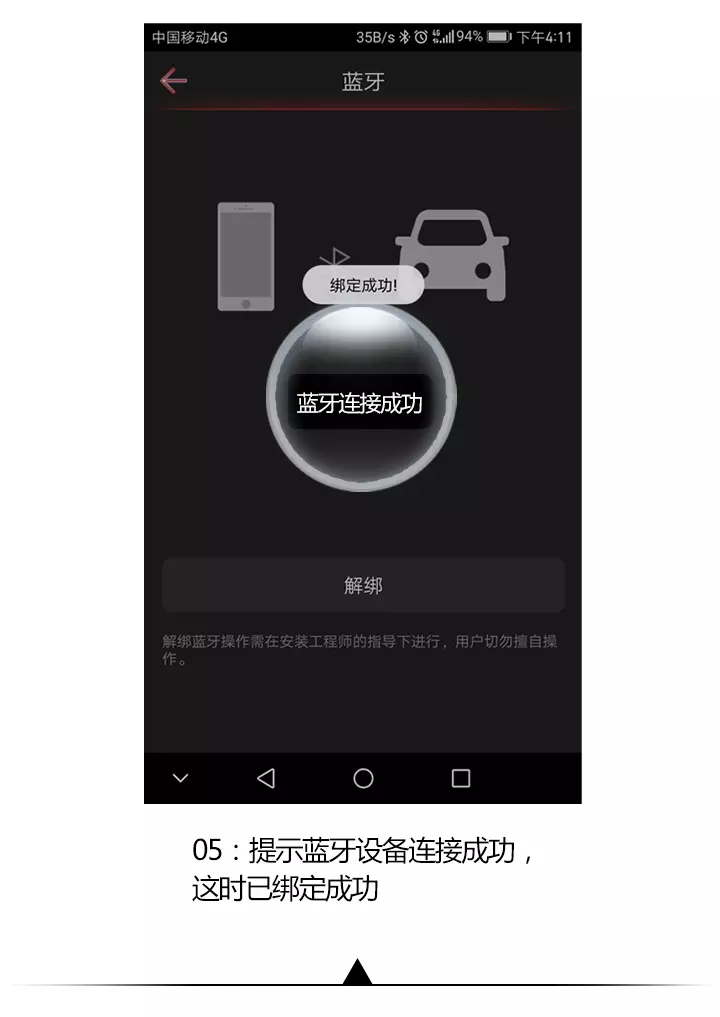 中国移动4G 35B/s 4G 94% 下午4:11
蓝牙
绑定成功!
蓝牙连接成功
解绑
解绑蓝牙操作需在安装工程师的指导下进行，用户切勿擅自操
作。
05：提示蓝牙设备连接成功，
这时已绑定成功